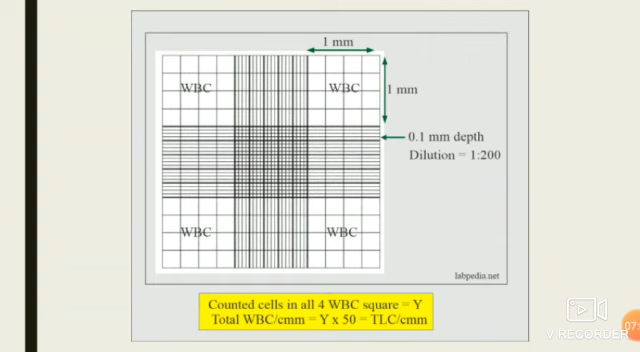 1 mm
WBC
WBC
1 mm
0.1 mm depth
Dilution = 1:200
WBC
WBC
labpedia.net
Counted cells in all 4 WBC square = Y
Total WBC/cmm = Y x 50 = TLC/cmm
V RECORDER